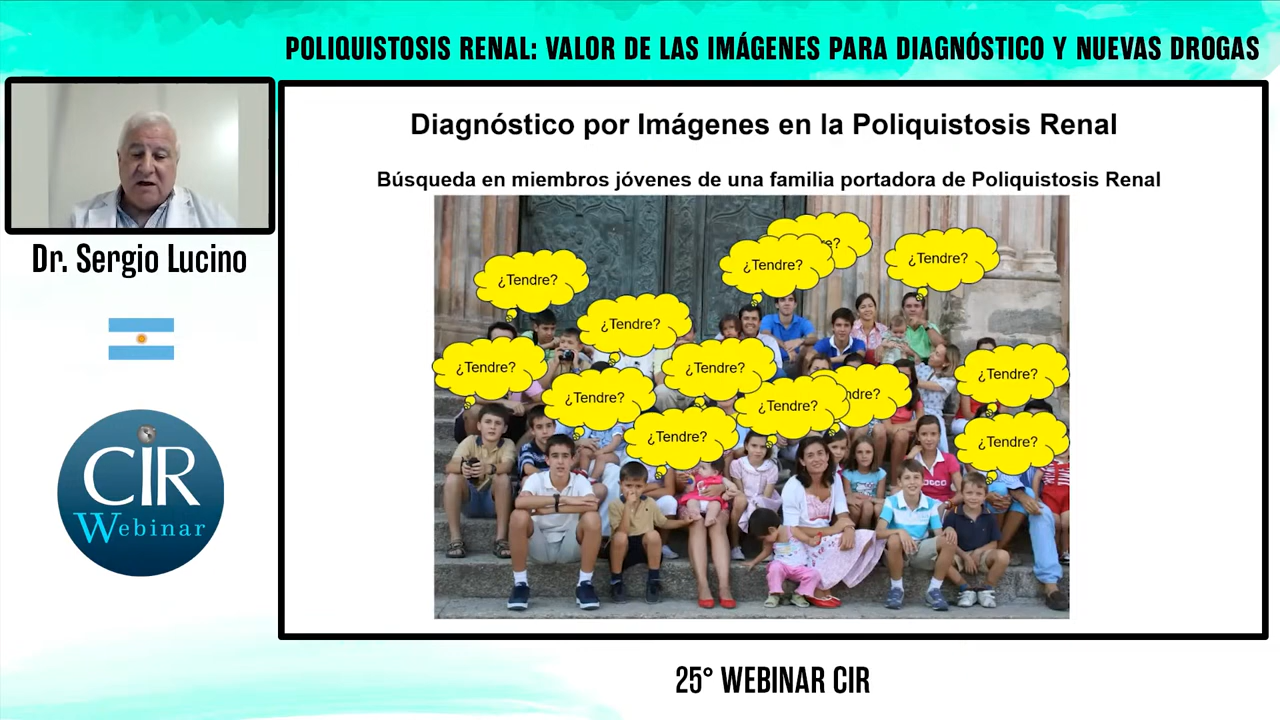 POLIQUISTOSIS RENAL: VALOR DE LAS IMÁGENES PARA DIAGNÓSTICO Y NUEVAS DROGAS
Dr. Sergio Lucino
CIR
Webinar
Diagnóstico por Imágenes en la Poliquistosis Renal
Búsqueda en miembros jóvenes de una familia portadora de Poliquistosis Renal
re?
¿Tendre?
¿Tendre?
¿Tendre?
¿Tendre?
¿Tendre?
¿Tendre?
¿Tendre?
¿Tendre?
ndre?
¿Tendre?
¿Tendre?
¿Tendre?
25° WEBINAR CIR